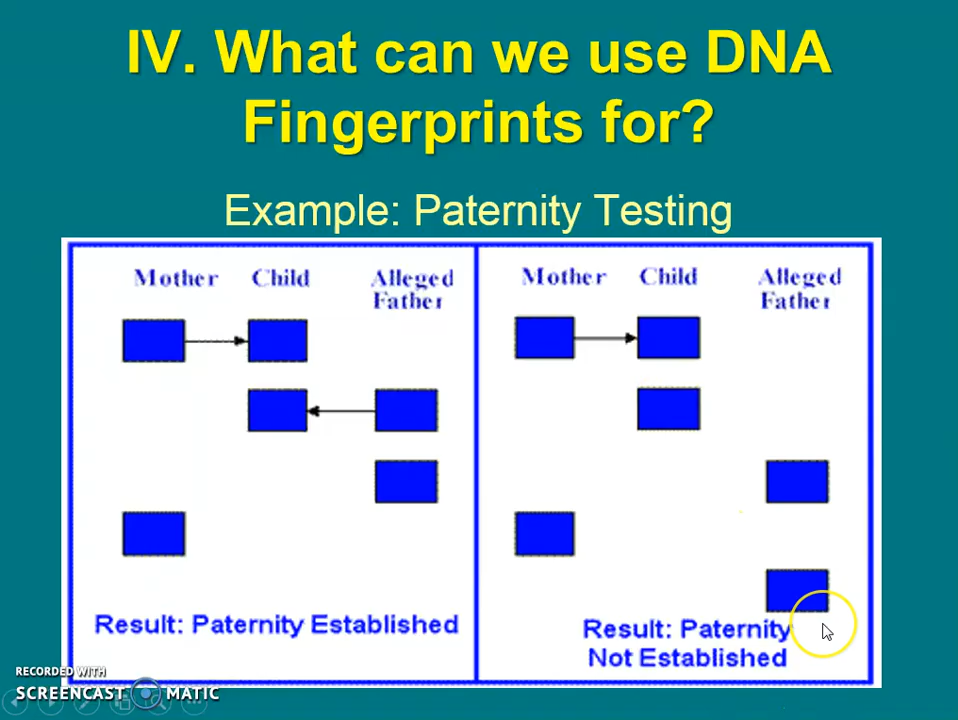 IV. What can we use DNA
Fingerprints for?
Example: Paternity Testing
Mother Child Alleged
Father
Result: Paternity Established
Mother Child Alleged
Father
Result: Paternity
Not Established
RECORDED WITH
SCREENCAST MATIC